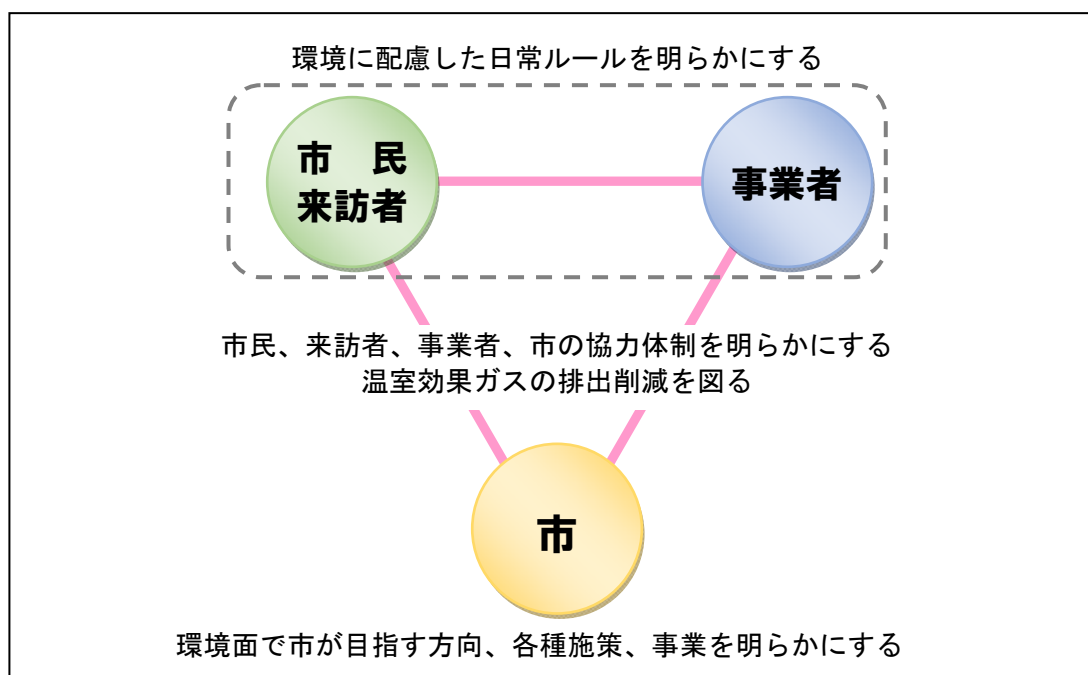 環境に配慮した日常ルールを明らかにする
市　民
来訪者
事業者
市民、来訪者、事業者、市の協力体制を明らかにする
温室効果ガスの排出削減を図る
市
環境面で市が目指す方向、各種施策、事業を明らかにする